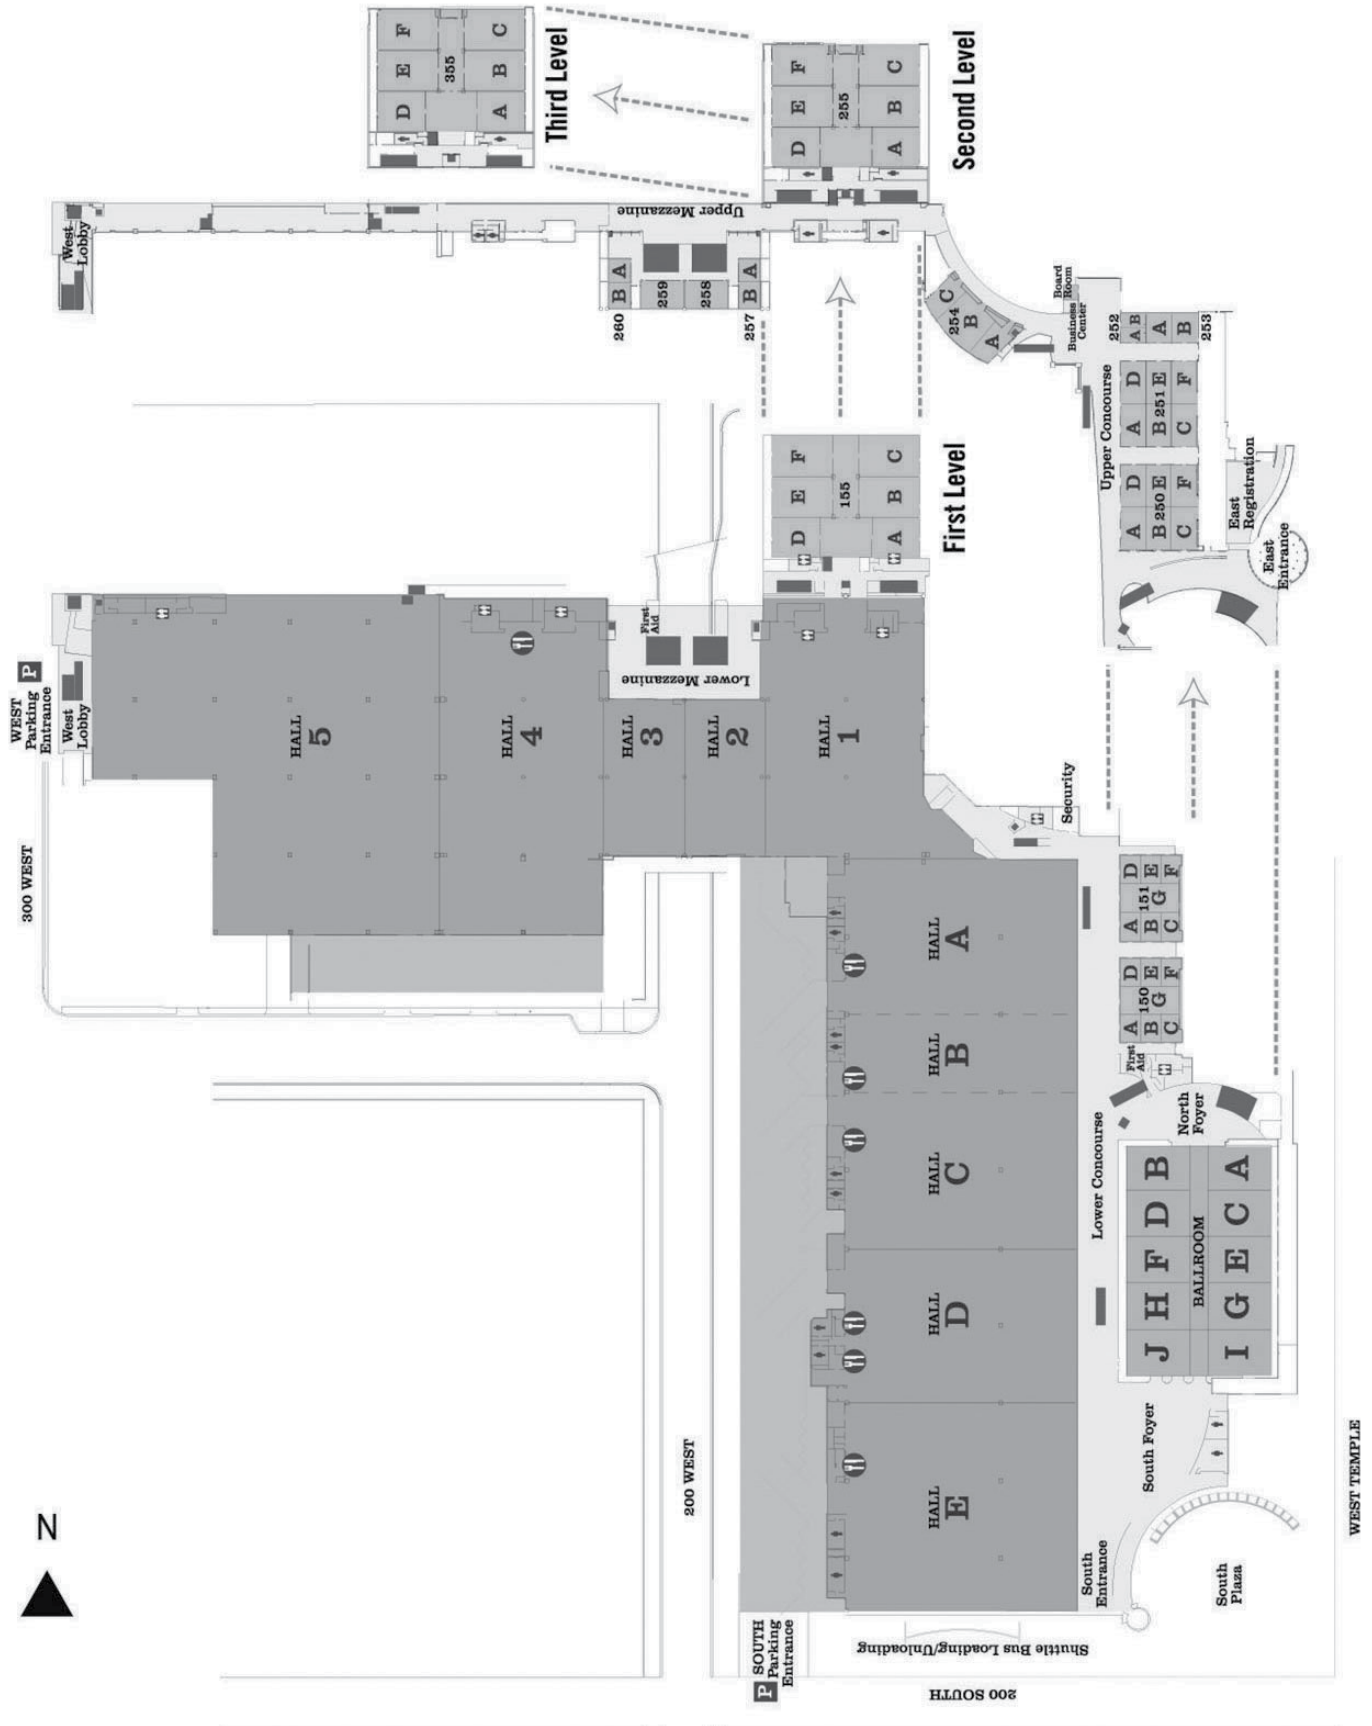 F
E
D
355
C
B
A
Third Level
F
E
D
255
C
B
A
Second Level
West
Lobby
Upper Mezzanine
B A
259
258
B A
260
257
C
254
B
A
Board
Room
Business
Center
252
A B
A
B
253
Upper Concourse
A D
B 251 E
C F
A D
B 250 E
C F
East
Registration
East
Entrance
F
E
D
155
C
B
A
First Level
P
WEST
Parking
Entrance
West
Lobby
First
Aid
Lower Mezzanine
HALL
5
HALL
4
HALL
3
HALL
2
HALL
1
Security
300 WEST
HALL
A
HALL
B
HALL
C
HALL
D
HALL
E
A D
B 151 E
G
C F
A D
B 150 E
G
C F
First
Aid
North
Foyer
Lower Concourse
B
D
F
H
J
BALLROOM
A
C
E
G
I
South Foyer
South
Entrance
South
Plaza
200 WEST
WEST TEMPLE
N
P SOUTH
Parking
Entrance
Shuttle Bus Loading/Unloading
200 SOUTH